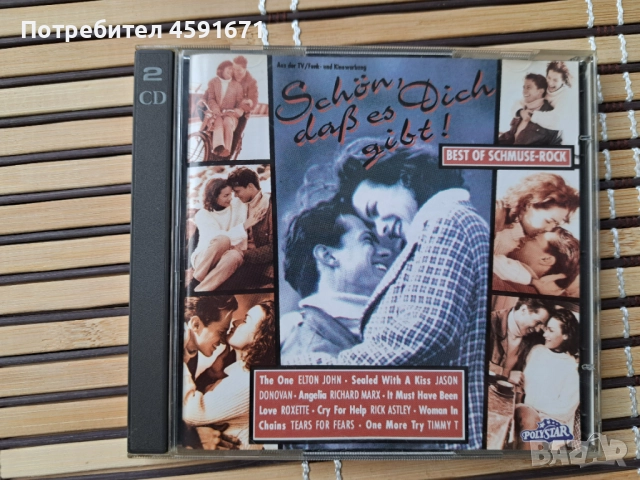 Потребител 4591671
2
CD
Aus der TV/Funk- und Kinowerbung
Schön,
daß es Dich
gibt!
BEST OF SCHMUSE-ROCK
The One ELTON JOHN · Sealed With A Kiss JASON
DONOVAN · Angelia RICHARD MARX · It Must Have Been
Love ROXETTE · Cry For Help RICK ASTLEY · Woman In
Chains TEARS FOR FEARS · One More Try TIMMY T
POLYSTAR
BAZAR